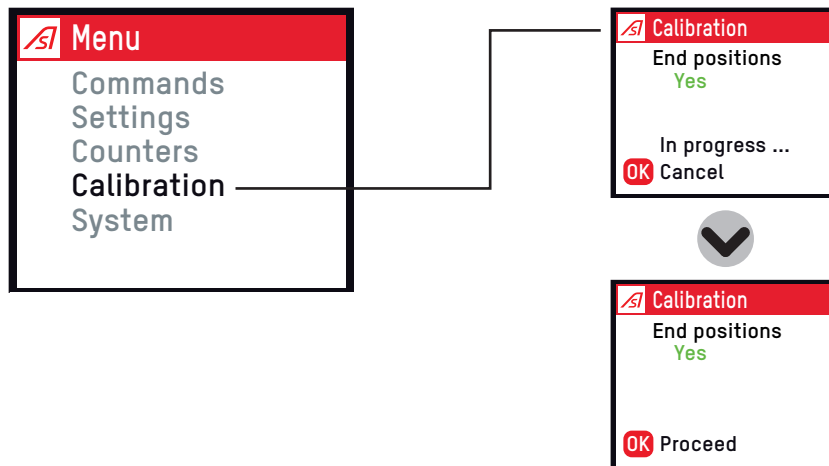 Menu
Commands
Settings
Counters
Calibration
System
Calibration
End positions
Yes
In progress ...
OK Cancel
Calibration
End positions
Yes
OK Proceed